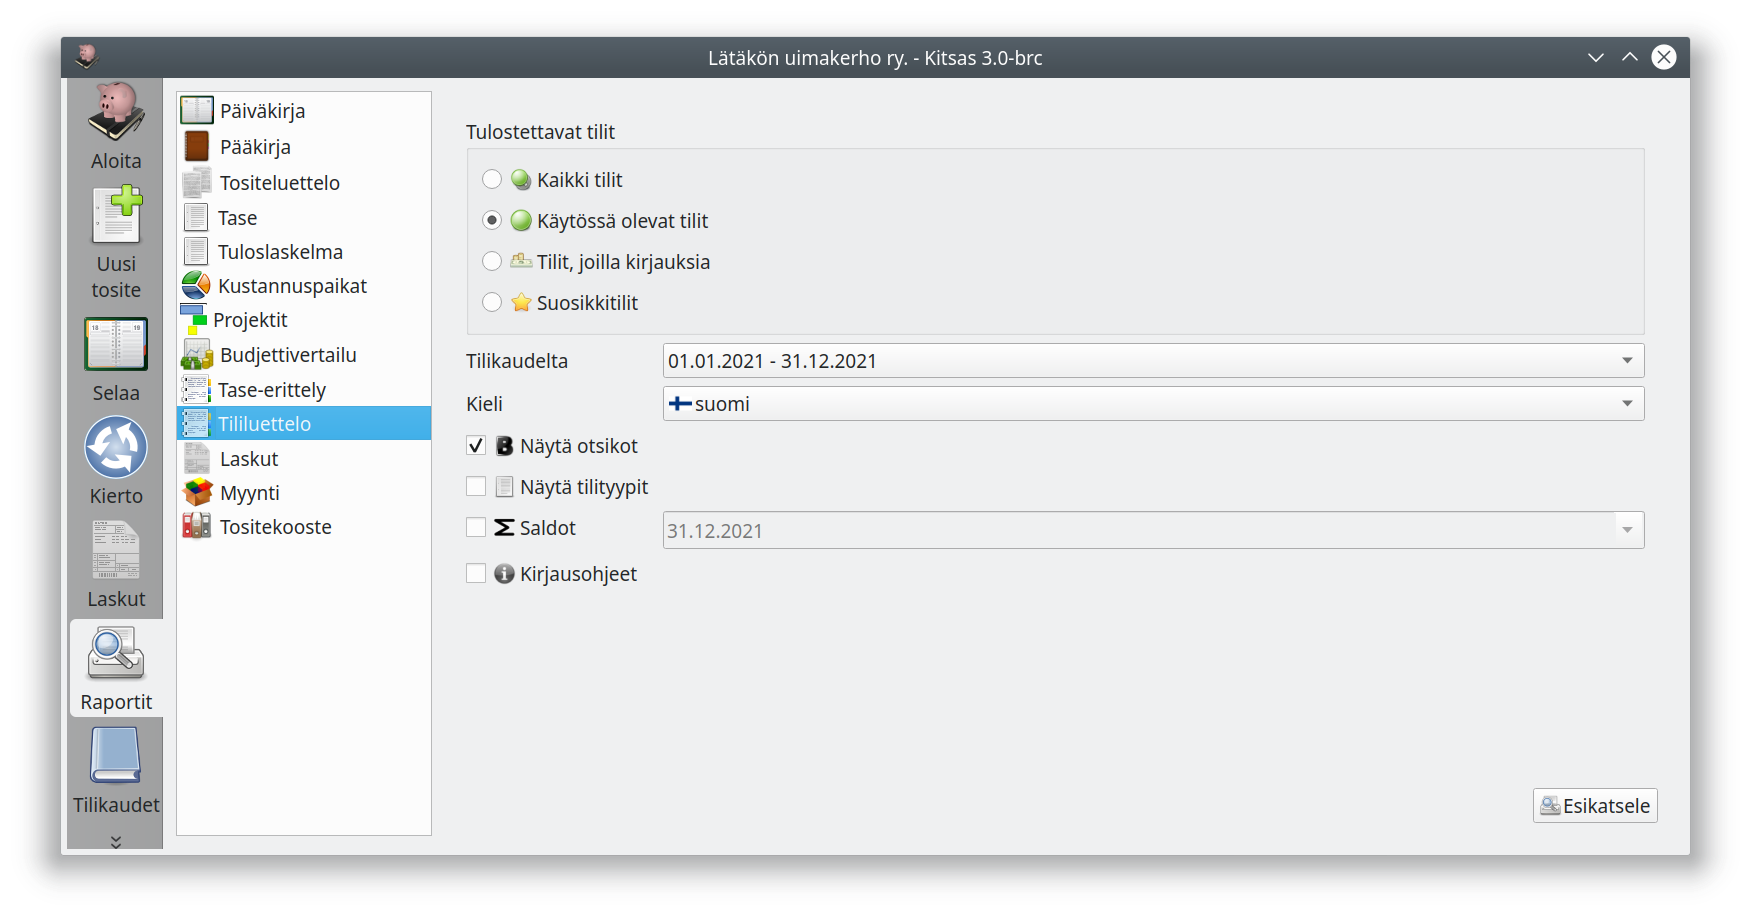 Lätäkön uimakerho ry. - Kitsas 3.0-brc
Aloita
Uusi
tosite
Selaa
Kierto
Laskut
Raportit
Tilikaudet
Päiväkirja
Pääkirja
Tositeluettelo
Tase
Tuloslaskelma
Kustannuspaikat
Projektit
Budjettivertailu
Tase-erittely
Tililuettelo
Laskut
Myynti
Tositekooste
Tulostettavat tilit
Kaikki tilit
Käytössä olevat tilit
Tilit, joilla kirjauksia
Suosikkitilit
Tilikaudelta 01.01.2021 - 31.12.2021
Kieli suomi
Näytä otsikot
Näytä tilityypit
Saldot 31.12.2021
Kirjausohjeet
Esikatsele